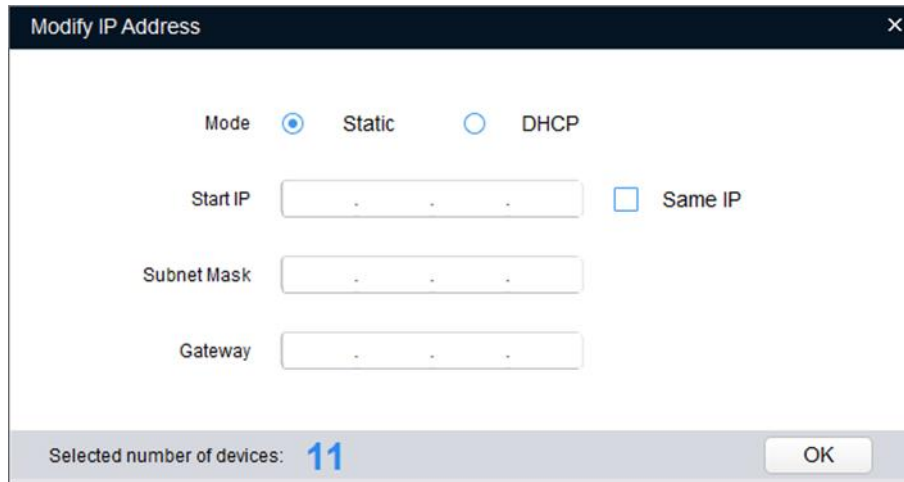 Modify IP Address
Mode Static DHCP
Start IP . . . Same IP
Subnet Mask . . .
Gateway . . .
Selected number of devices: 11 OK